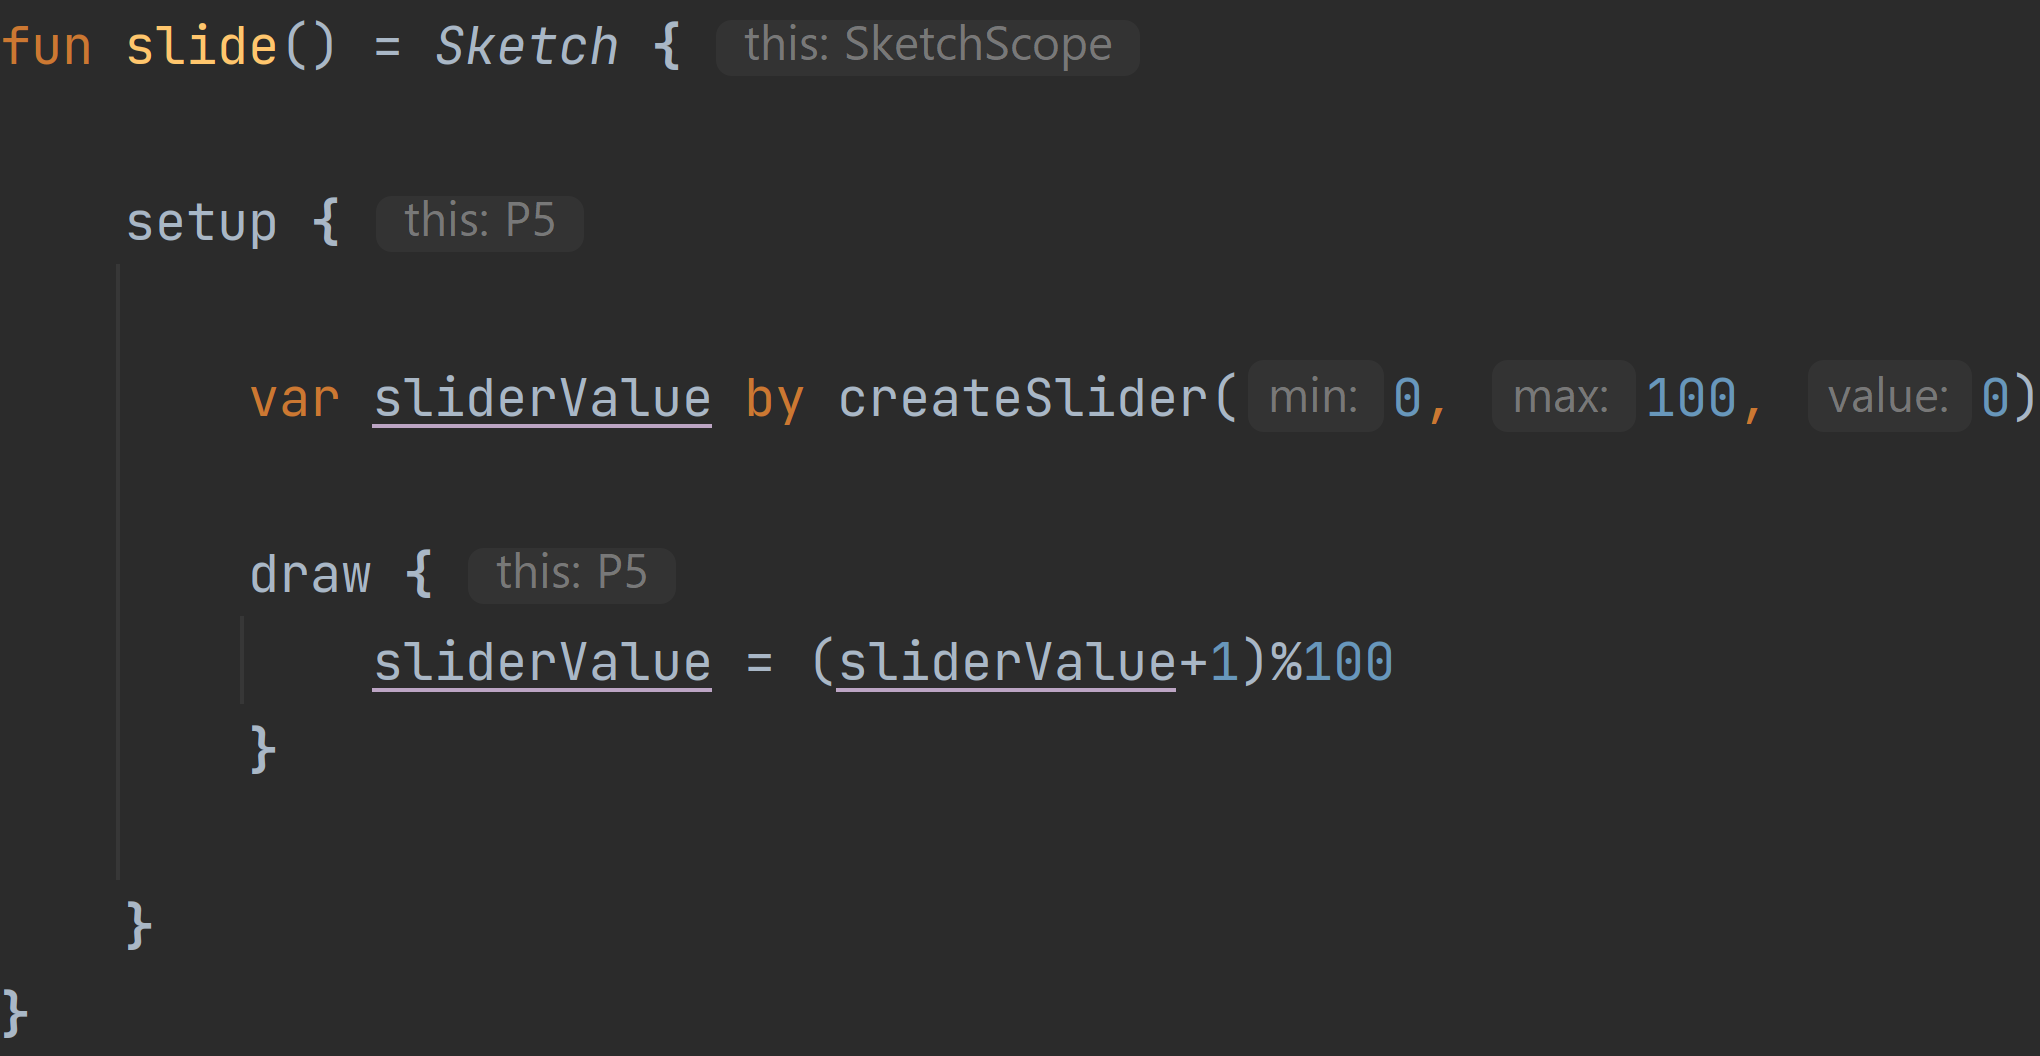 fun slide() = Sketch { this: SketchScope
setup { this: P5
var sliderValue by createSlider( min: 0, max: 100, value: 0)
draw { this: P5
sliderValue = (sliderValue+1)%100
}
}
}